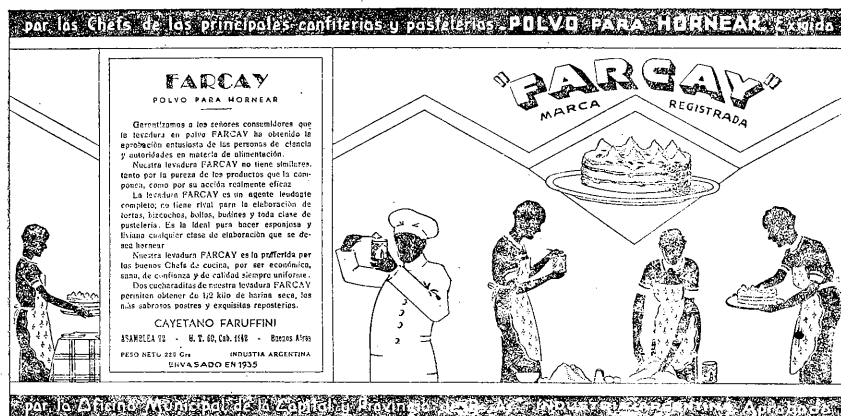 por los Chefs de las principales confiterias y pastelerias. POLVO PARA HORNEAR. Exigida
FARCAY
POLVO PARA HORNEAR
Garantizamos a los señores consumidores que
la levadura en polvo FARCAY ha obtenido la
aprobación entusiasta de las personas de ciencia
y autoridades en materia de alimentación.
Nuestra levadura FARCAY no tiene similares,
tanto por la pureza de los productos que la com-
ponen, como por su acción realmente eficaz
La levadura FARCAY es un agente leudante
completo; no tiene rival para la elaboración de
tortas, bizcochos, bollos, budines y toda clase de
pastelería. Es la ideal para hacer esponjosa y
liviana cualquier clase de elaboración que se de-
sea hornear
Nuestra levadura FARCAY es la preferida por
los buenos Chefs de cocina, por ser económica,
sana, de confianza y de calidad siempre uniforme.
Dos cucharaditas de nuestra levadura FARCAY
permiten obtener de 1/2 kilo de harina seca, los
más sabrosos postres y exquisitas reposterías.
CAYETANO FARUFFINI
ASAMBLEA 72 - U. T. 60, Cab. 1142 - Buenos Aires
PESO NETO 220 Grs INDUSTIA ARGENTINA
ENVASADO EN 1935
"FARCAY"
MARCA REGISTRADA
por la Oficina Municipal de la Capital y Provincia de